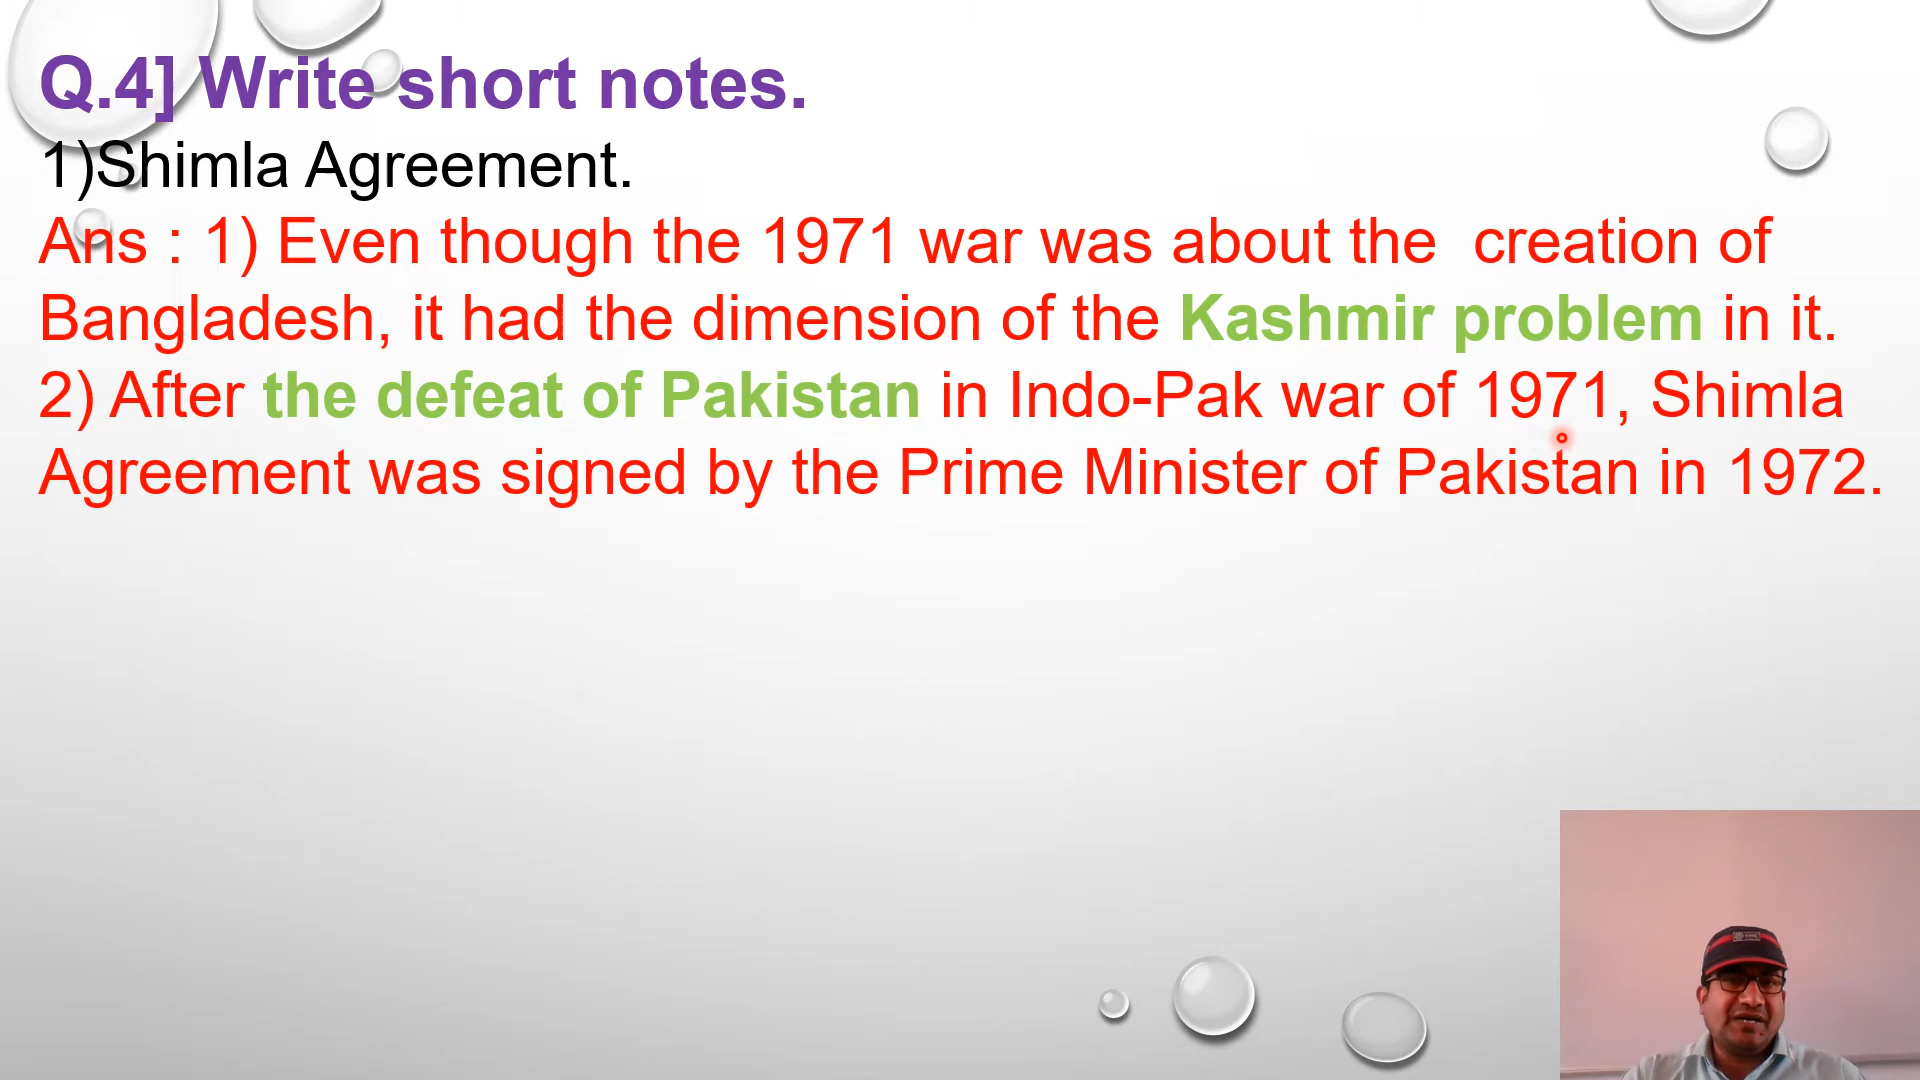 Q.4] Write short notes.
1)Shimla Agreement.
Ans : 1) Even though the 1971 war was about the  creation of
Bangladesh, it had the dimension of the Kashmir problem in it.
2) After the defeat of Pakistan in Indo-Pak war of 1971, Shimla
Agreement was signed by the Prime Minister of Pakistan in 1972.